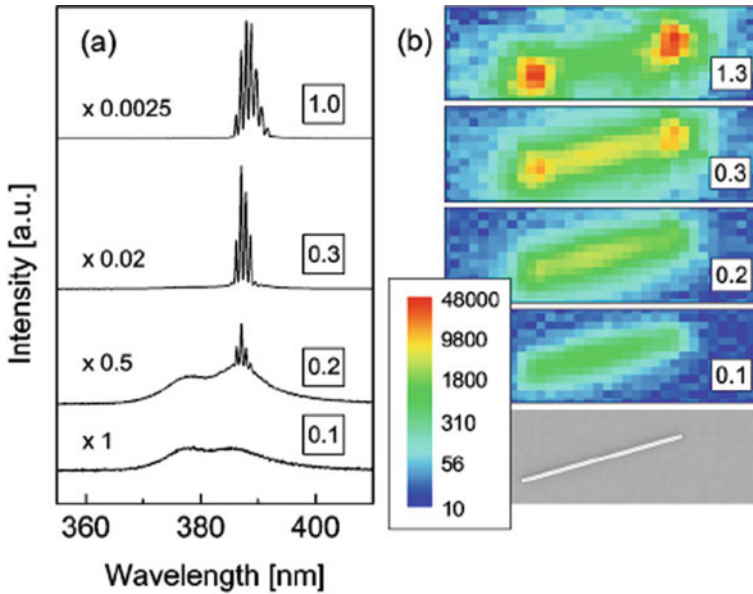 (a)
x 0.0025
1.0
x 0.02
0.3
x 0.5
0.2
x 1
0.1
360
380
400
Wavelength [nm]
Intensity [a.u.]
(b)
1.3
0.3
0.2
0.1
48000
9800
1800
310
56
10